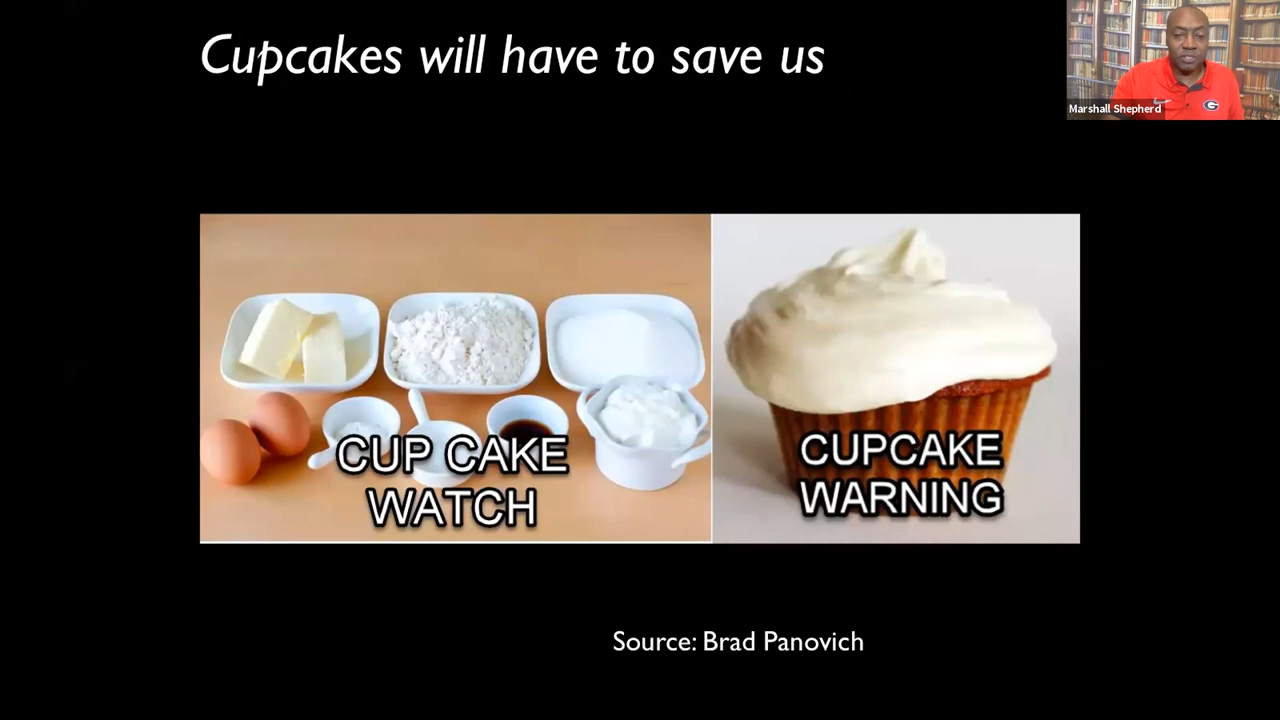 Cupcakes will have to save us
Marshall Shepherd
CUP CAKE
WATCH
CUPCAKE
WARNING
Source: Brad Panovich